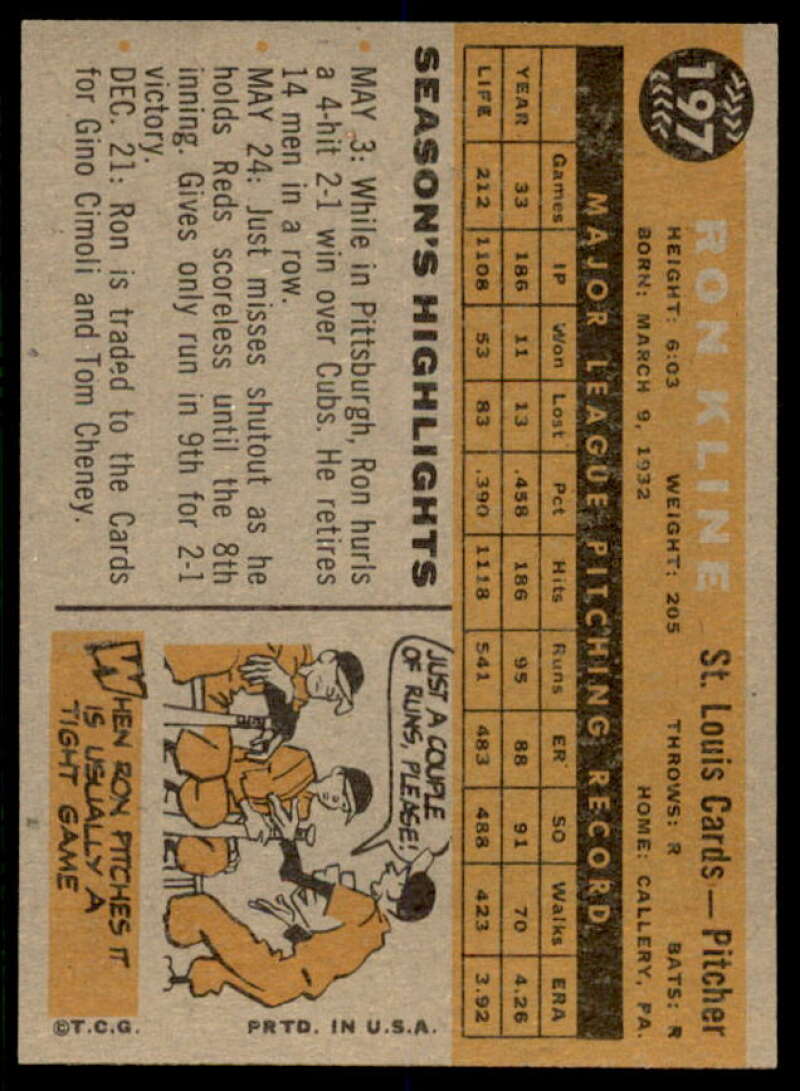 197
RON KLINE St. Louis Cards — Pitcher
HEIGHT: 6:03 WEIGHT: 205 THROWS: R BATS: R
BORN: MARCH 9, 1932 HOME: CALLERY, PA.
MAJOR LEAGUE PITCHING RECORD
Games IP Won Lost Pct Hits Runs ER SO Walks ERA
YEAR 33 186 11 13 .458 186 95 88 91 70 4.26
LIFE 212 1108 53 83 .390 1118 541 483 488 423 3.92
SEASON'S HIGHLIGHTS
• MAY 3: While in Pittsburgh, Ron hurls
a 4-hit 2-1 win over Cubs. He retires
14 men in a row.
• MAY 24: Just misses shutout as he
holds Reds scoreless until the 8th
inning. Gives only run in 9th for 2-1
victory.
• DEC. 21: Ron is traded to the Cards
for Gino Cimoli and Tom Cheney.
JUST A COUPLE
OF RUNS, PLEASE!
WHEN RON PITCHES IT
IS USUALLY A
TIGHT GAME
©T.C.G. PRTD. IN U.S.A.